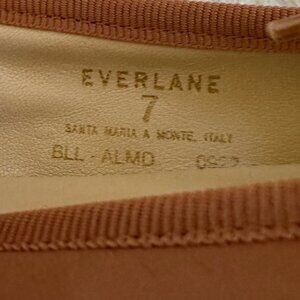 EVERLANE
7
SANTA MARIA A MONTE, ITALY
BLL-ALMD